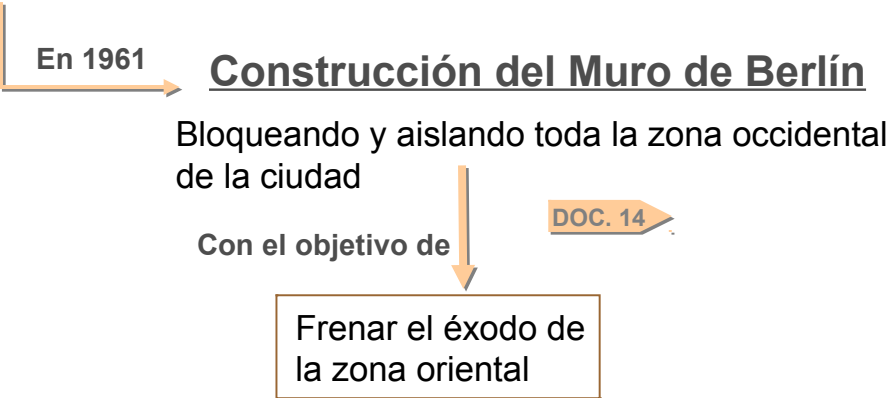 En 1961
Construcción del Muro de Berlín
Bloqueando y aislando toda la zona occidental
de la ciudad
DOC. 14
Con el objetivo de
Frenar el éxodo de
la zona oriental